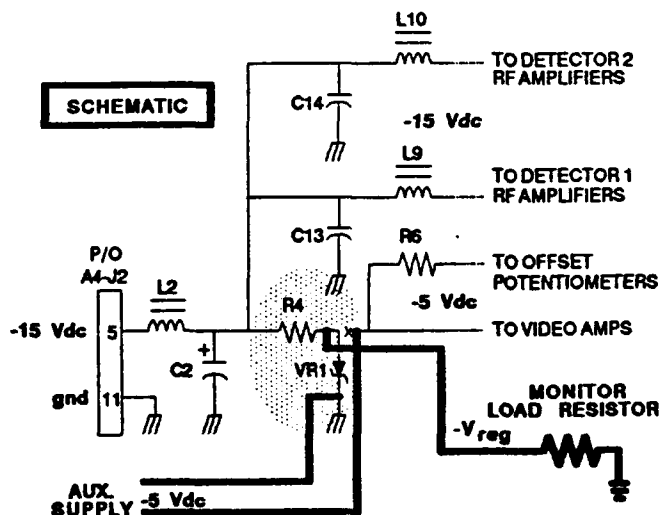 L10
TO DETECTOR 2
RF AMPLIFIERS
SCHEMATIC
C14
-15 Vdc
L9
TO DETECTOR 1
RF AMPLIFIERS
C13
R6
P/O
A4-J2
L2
TO OFFSET
POTENTIOMETERS
R4
-5 Vdc
-15 Vdc
5
X
TO VIDEO AMPS
+
C2
VR1
gnd
11
MONITOR
LOAD RESISTOR
-Vreg
AUX.
SUPPLY
-5 Vdc